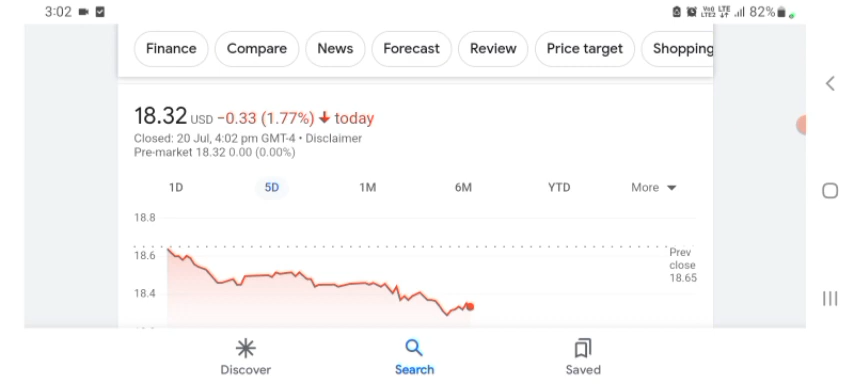 3:02 82%
Finance Compare News Forecast Review Price target Shopping
18.32 USD −0.33 (1.77%) today
Closed: 20 Jul, 4:02 pm GMT-4 • Disclaimer
Pre-market 18.32 0.00 (0.00%)
1D 5D 1M 6M YTD More
18.8
18.6
Prev
close
18.65
18.4
Discover Search Saved